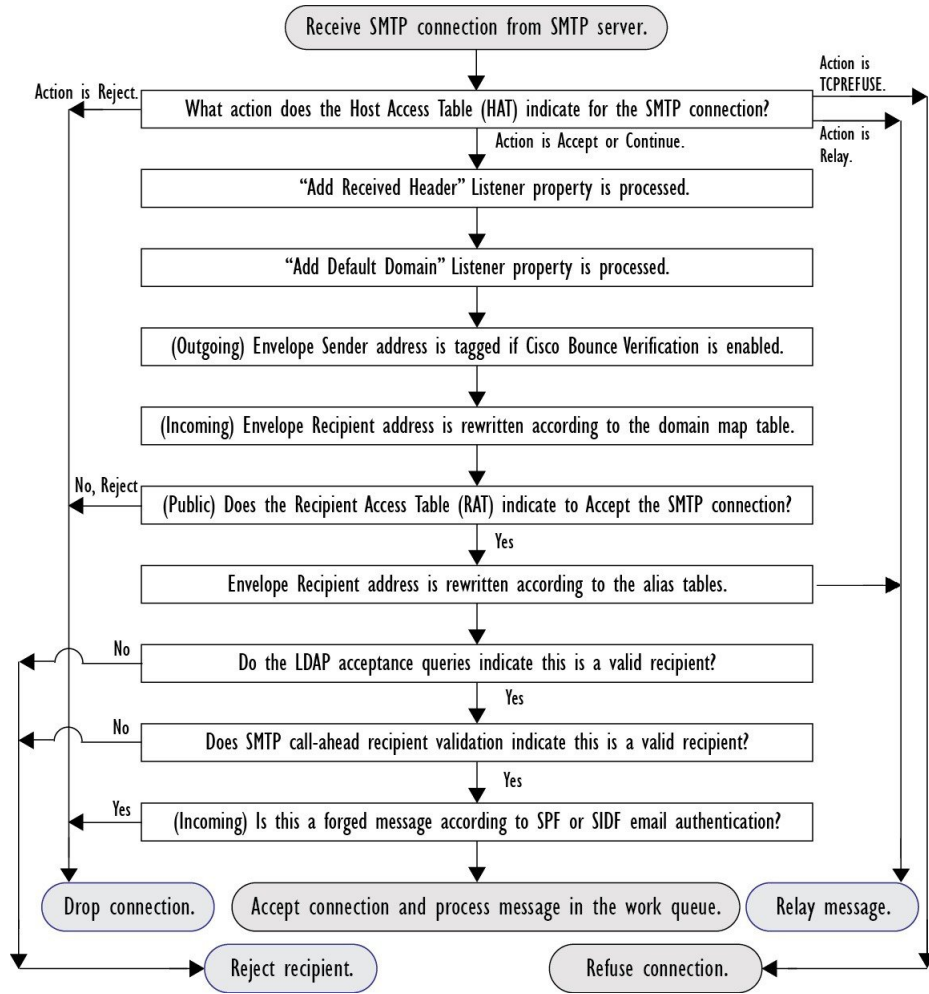 Receive SMTP connection from SMTP server.
Action is Reject.
Action is
TCPREFUSE.
What action does the Host Access Table (HAT) indicate for the SMTP connection?
Action is Accept or Continue.
Action is
Relay.
“Add Received Header” Listener property is processed.
“Add Default Domain” Listener property is processed.
(Outgoing) Envelope Sender address is tagged if Cisco Bounce Verification is enabled.
(Incoming) Envelope Recipient address is rewritten according to the domain map table.
No, Reject
(Public) Does the Recipient Access Table (RAT) indicate to Accept the SMTP connection?
Yes
Envelope Recipient address is rewritten according to the alias tables.
No
Do the LDAP acceptance queries indicate this is a valid recipient?
Yes
No
Does SMTP call-ahead recipient validation indicate this is a valid recipient?
Yes
Yes
(Incoming) Is this a forged message according to SPF or SIDF email authentication?
Drop connection.
Accept connection and process message in the work queue.
Relay message.
Reject recipient.
Refuse connection.